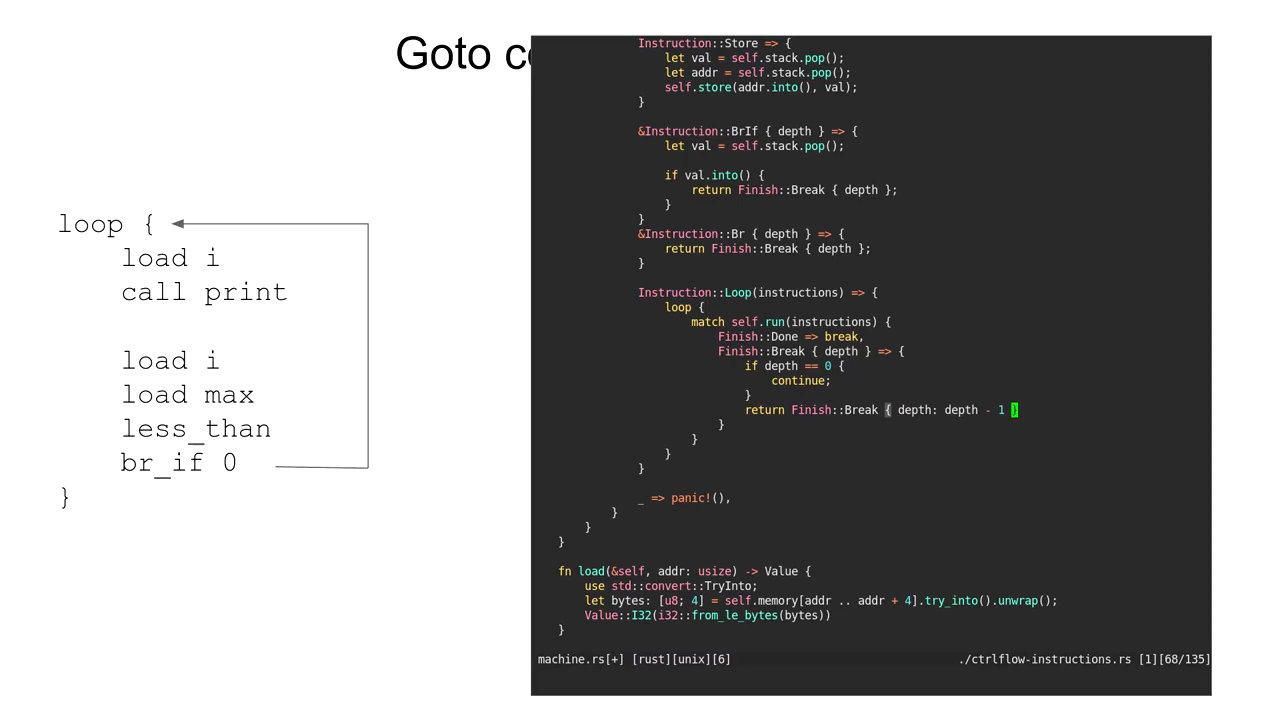 Goto
loop {
load i
call print
load i
load max
less_than
br_if 0
}
Instruction::Store => {
let val = self.stack.pop();
let addr = self.stack.pop();
self.store(addr.into(), val);
}
&Instruction::BrIf { depth } => {
let val = self.stack.pop();
if val.into() {
return Finish::Break { depth };
}
}
&Instruction::Br { depth } => {
return Finish::Break { depth };
}
Instruction::Loop(instructions) => {
loop {
match self.run(instructions) {
Finish::Done => break,
Finish::Break { depth } => {
if depth == 0 {
continue;
}
return Finish::Break { depth: depth - 1 }
}
}
}
}
_ => panic!(),
}
}
}
fn load(&self, addr: usize) -> Value {
use std::convert::TryInto;
let bytes: [u8; 4] = self.memory[addr .. addr + 4].try_into().unwrap();
Value::I32(i32::from_le_bytes(bytes))
}
machine.rs[+] [rust][unix][6] ./ctrlflow-instructions.rs [1][68/135]